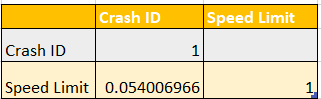 Crash ID Speed Limit
Crash ID 1
Speed Limit 0.054006966 1